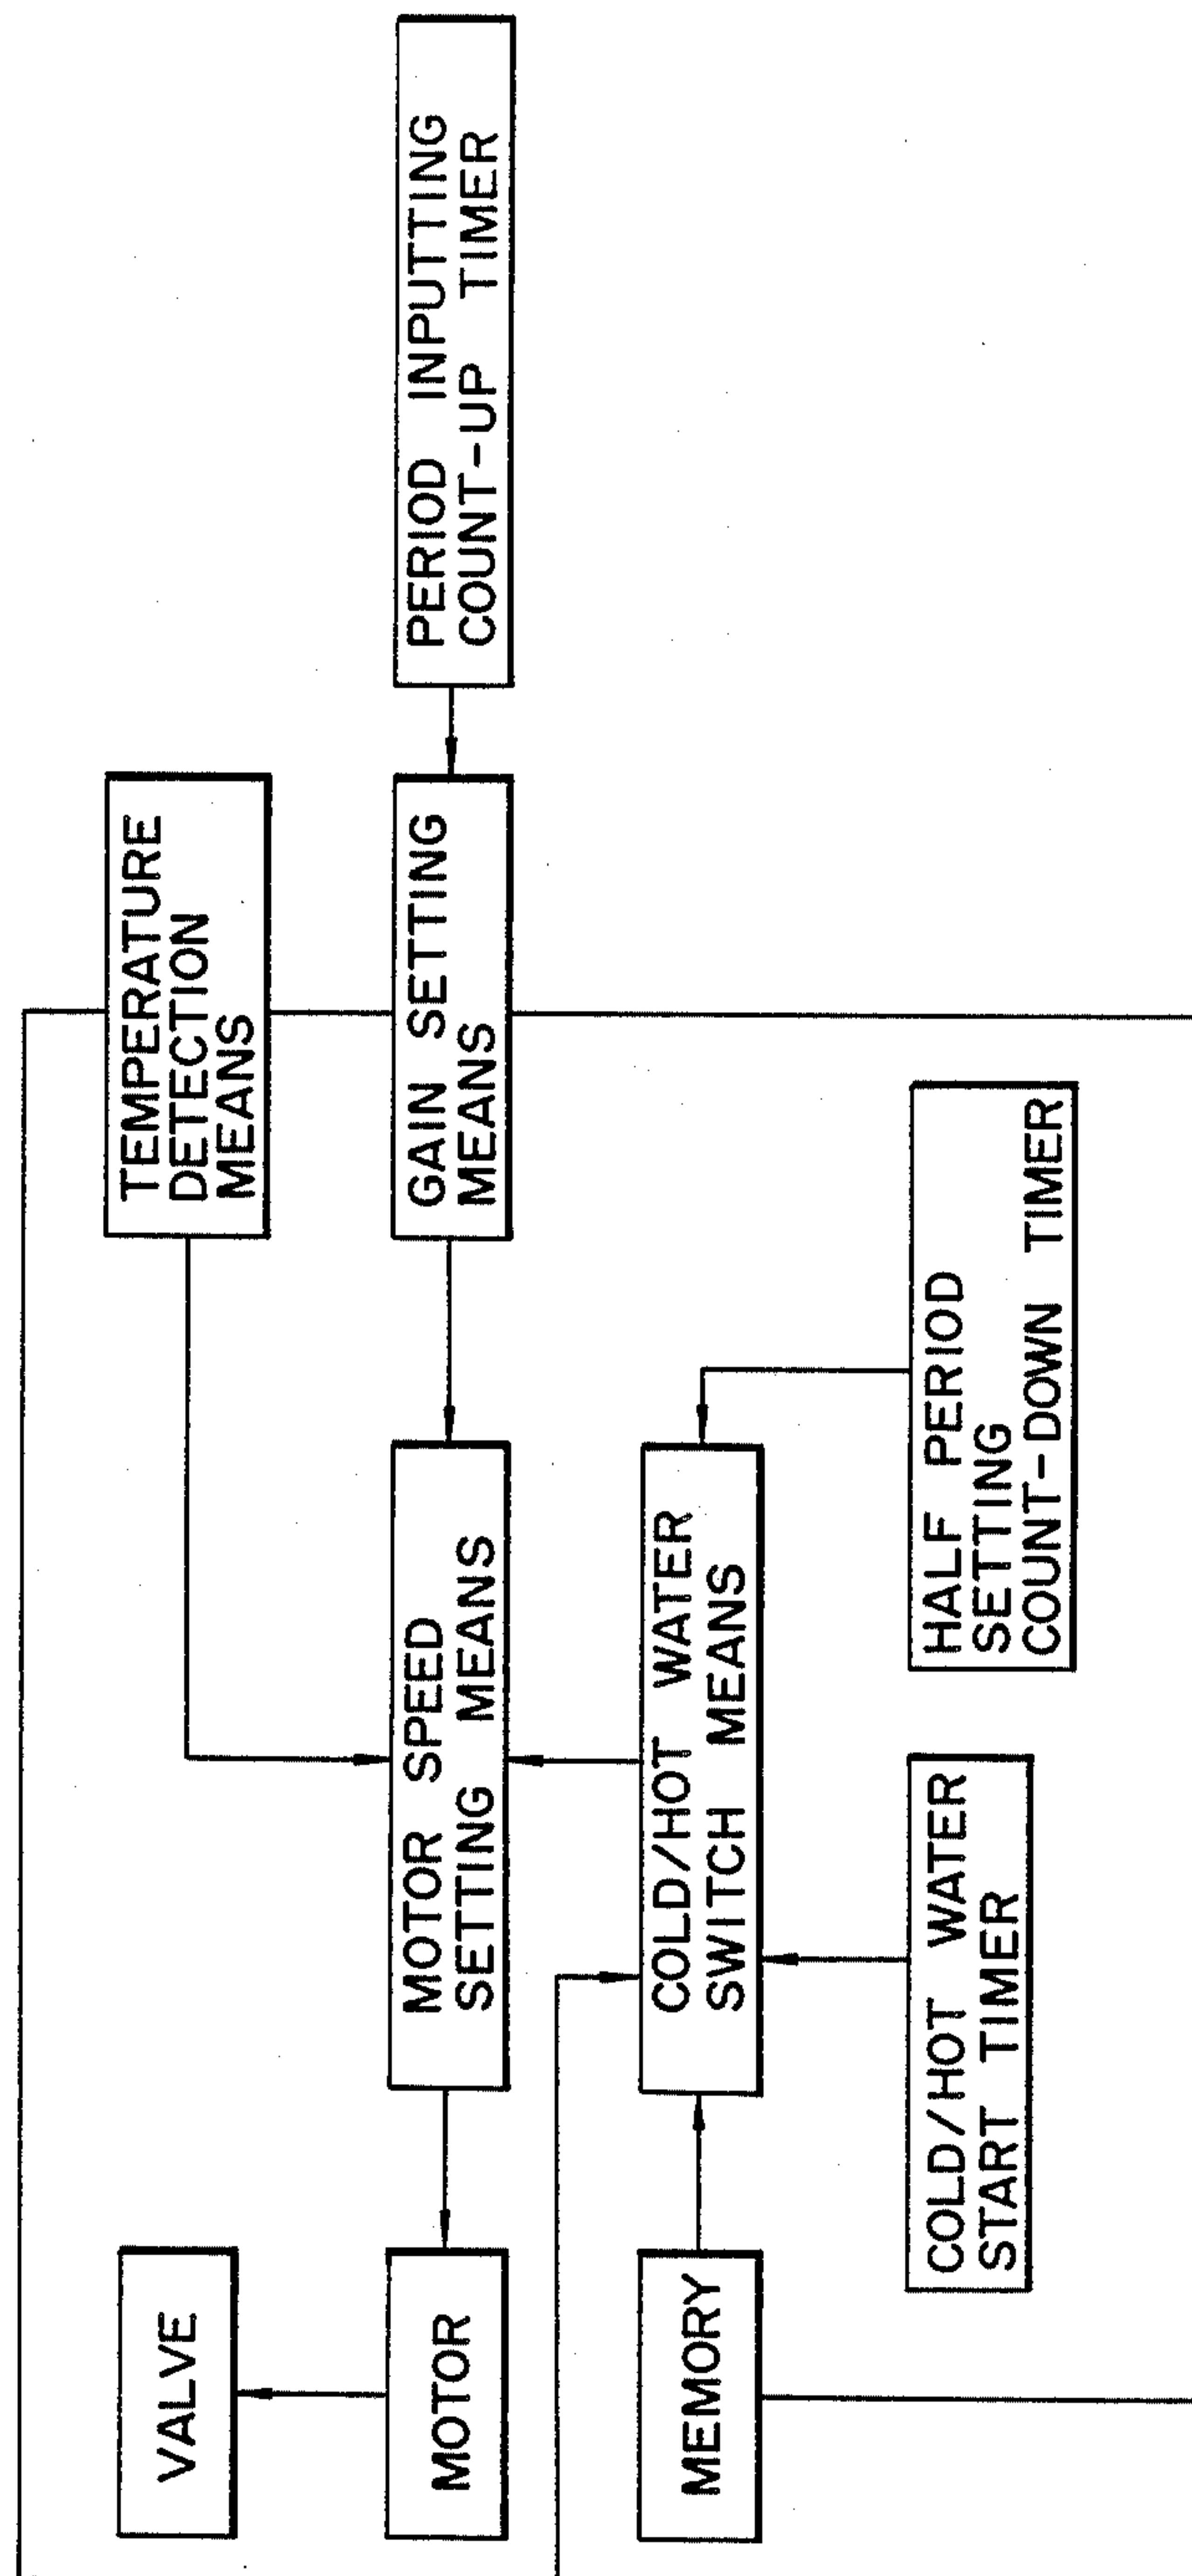 VALVE
TEMPERATURE
DETECTION
MEANS
MOTOR
MOTOR SPEED
SETTING MEANS
GAIN SETTING
MEANS
PERIOD INPUTTING
COUNT-UP TIMER
MEMORY
COLD/HOT WATER
SWITCH MEANS
COLD/HOT WATER
START TIMER
HALF PERIOD
SETTING
COUNT-DOWN TIMER